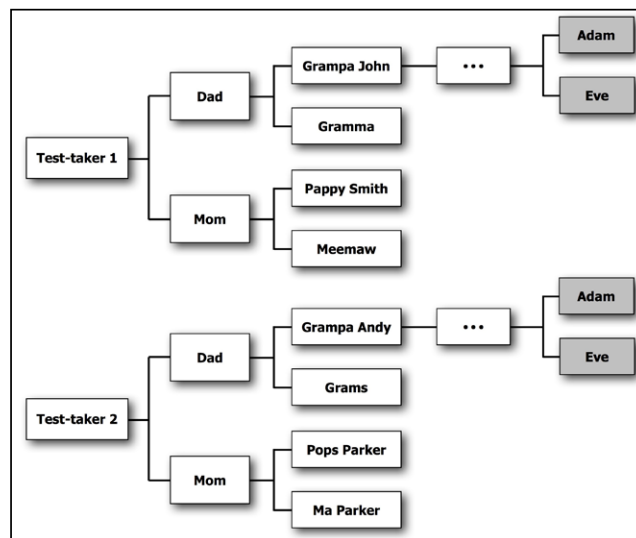 Adam
Grampa John
...
Dad
Eve
Gramma
Test-taker 1
Pappy Smith
Mom
Meemaw
Adam
Grampa Andy
...
Dad
Eve
Grams
Test-taker 2
Pops Parker
Mom
Ma Parker